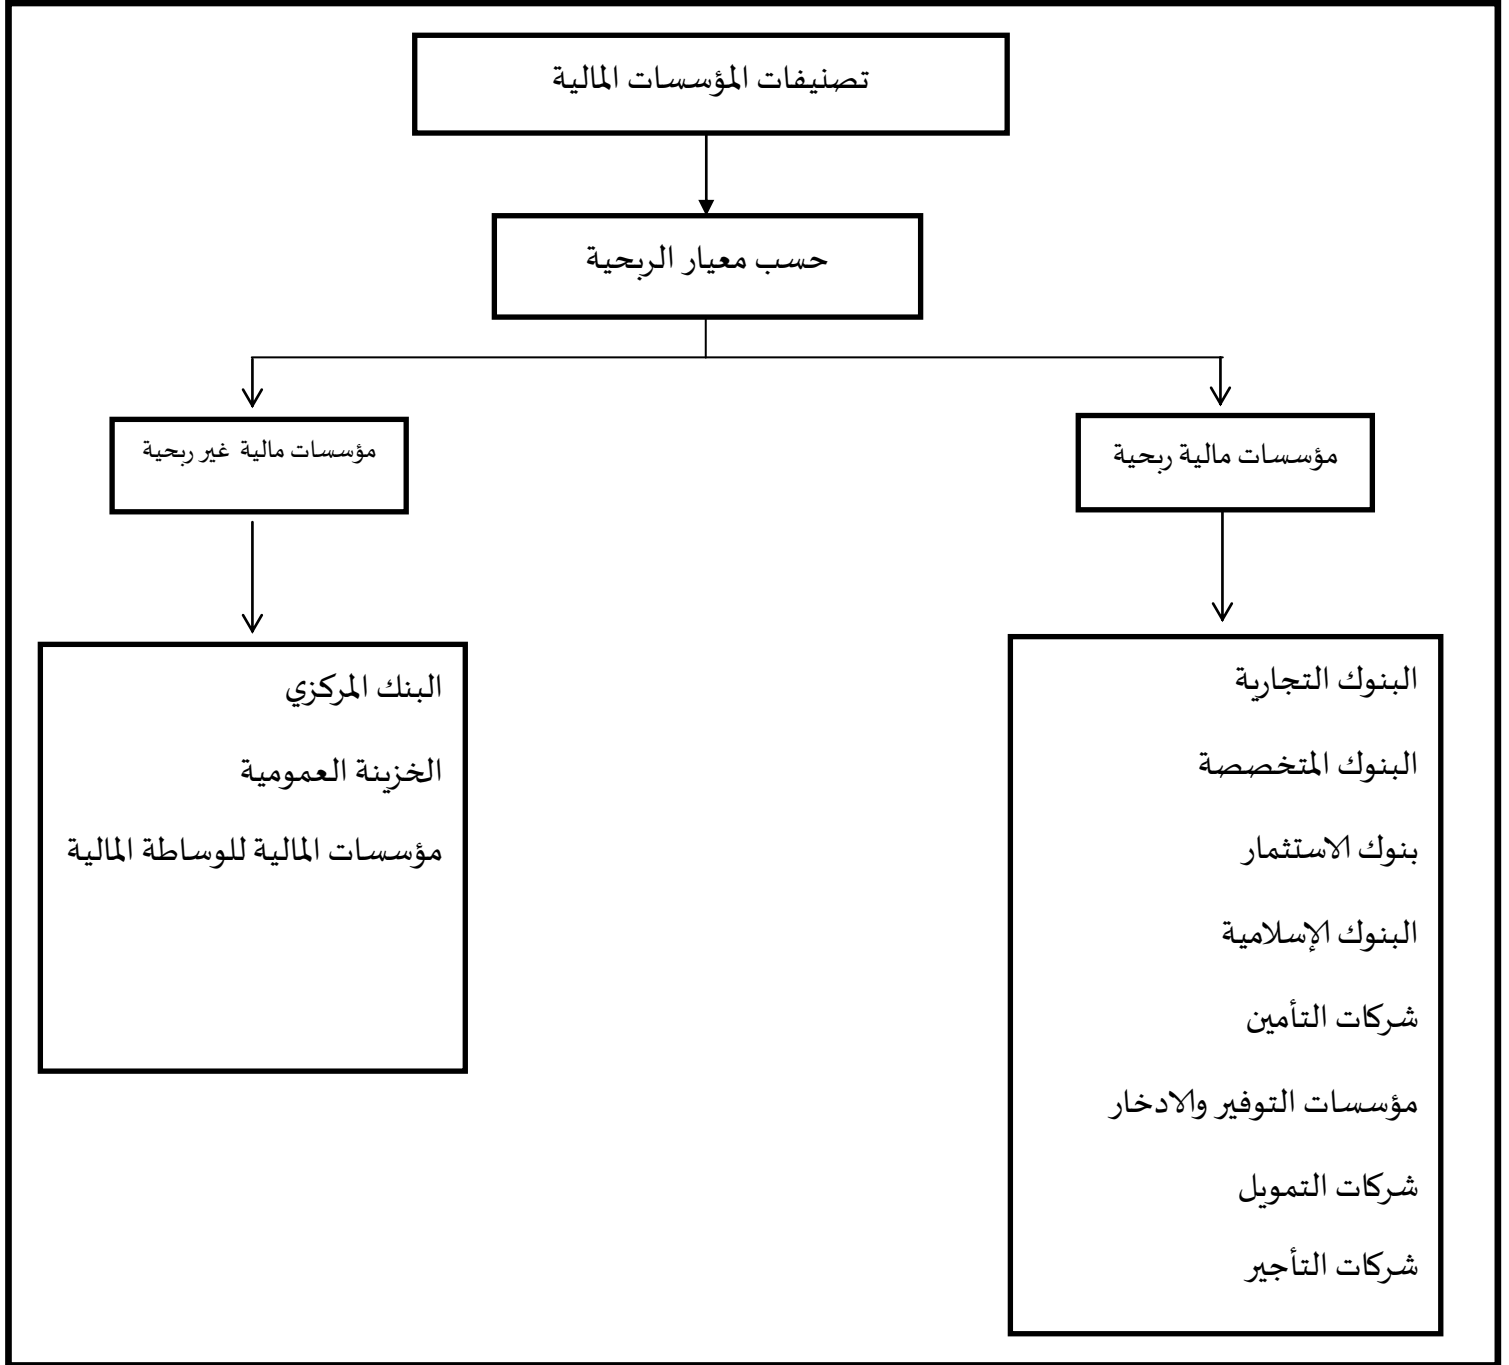 تصنيفات المؤسسات المالية
حسب معيار الربحية
مؤسسات مالية ربحية
مؤسسات مالية غير ربحية
البنوك التجارية
البنوك المتخصصة
بنوك الاستثمار
البنوك الإسلامية
شركات التأمين
مؤسسات التوفير والادخار
شركات التمويل
شركات التأجير
البنك المركزي
الخزينة العمومية
مؤسسات المالية للوساطة المالية